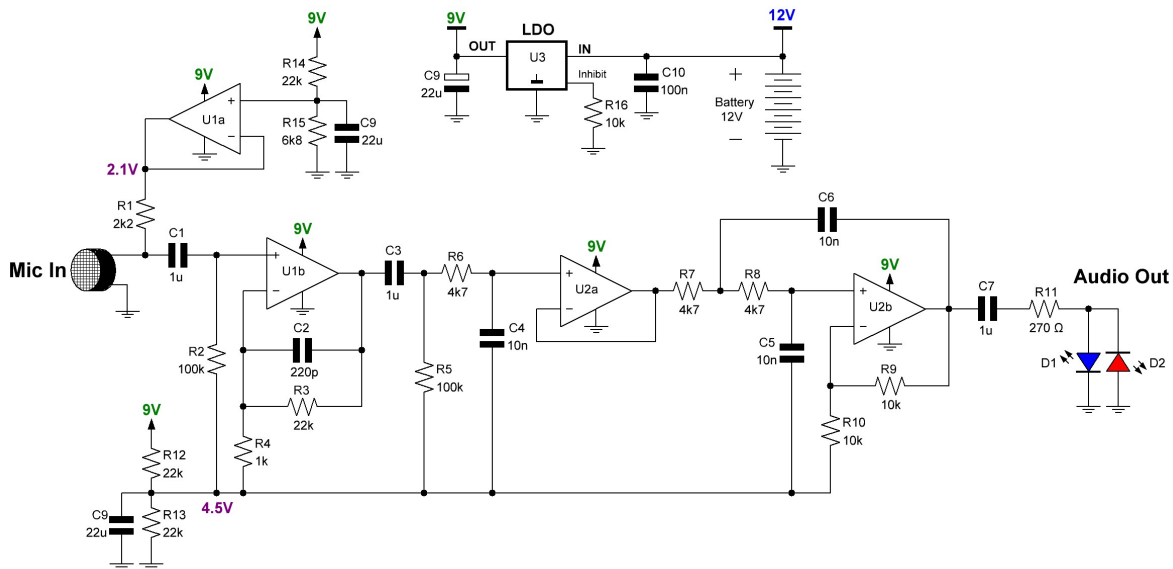 9V
9V
LDO
12V
OUT
IN
U3
R14
22k
9V
Inhibit
C9
22u
C10
100n
+
Battery
12V
−
R16
10k
+
U1a
−
R15
6k8
C9
22u
2.1V
R1
2k2
C1
1u
Mic In
9V
+
U1b
−
C3
1u
R6
4k7
9V
+
U2a
−
C6
10n
R7
4k7
R8
4k7
9V
+
U2b
−
C7
1u
R11
270 Ω
Audio Out
C2
220p
R2
100k
R3
22k
R4
1k
R5
100k
C4
10n
C5
10n
R9
10k
R10
10k
D1
D2
9V
R12
22k
4.5V
C9
22u
R13
22k